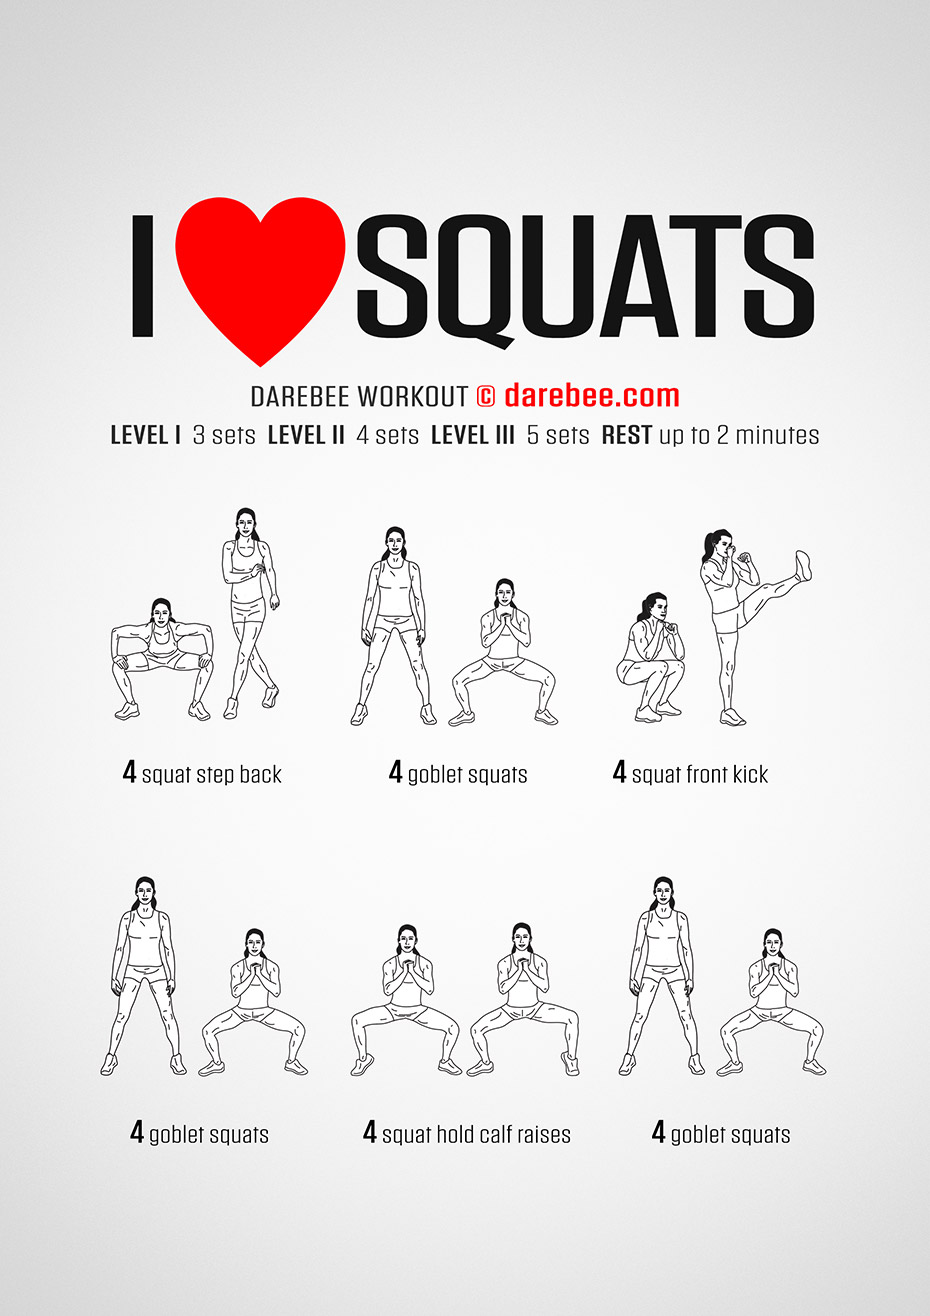 I ♥ SQUATS
DAREBEE WORKOUT © darebee.com
LEVEL I 3 sets LEVEL II 4 sets LEVEL III 5 sets REST up to 2 minutes
4 squat step back
4 goblet squats
4 squat front kick
4 goblet squats
4 squat hold calf raises
4 goblet squats